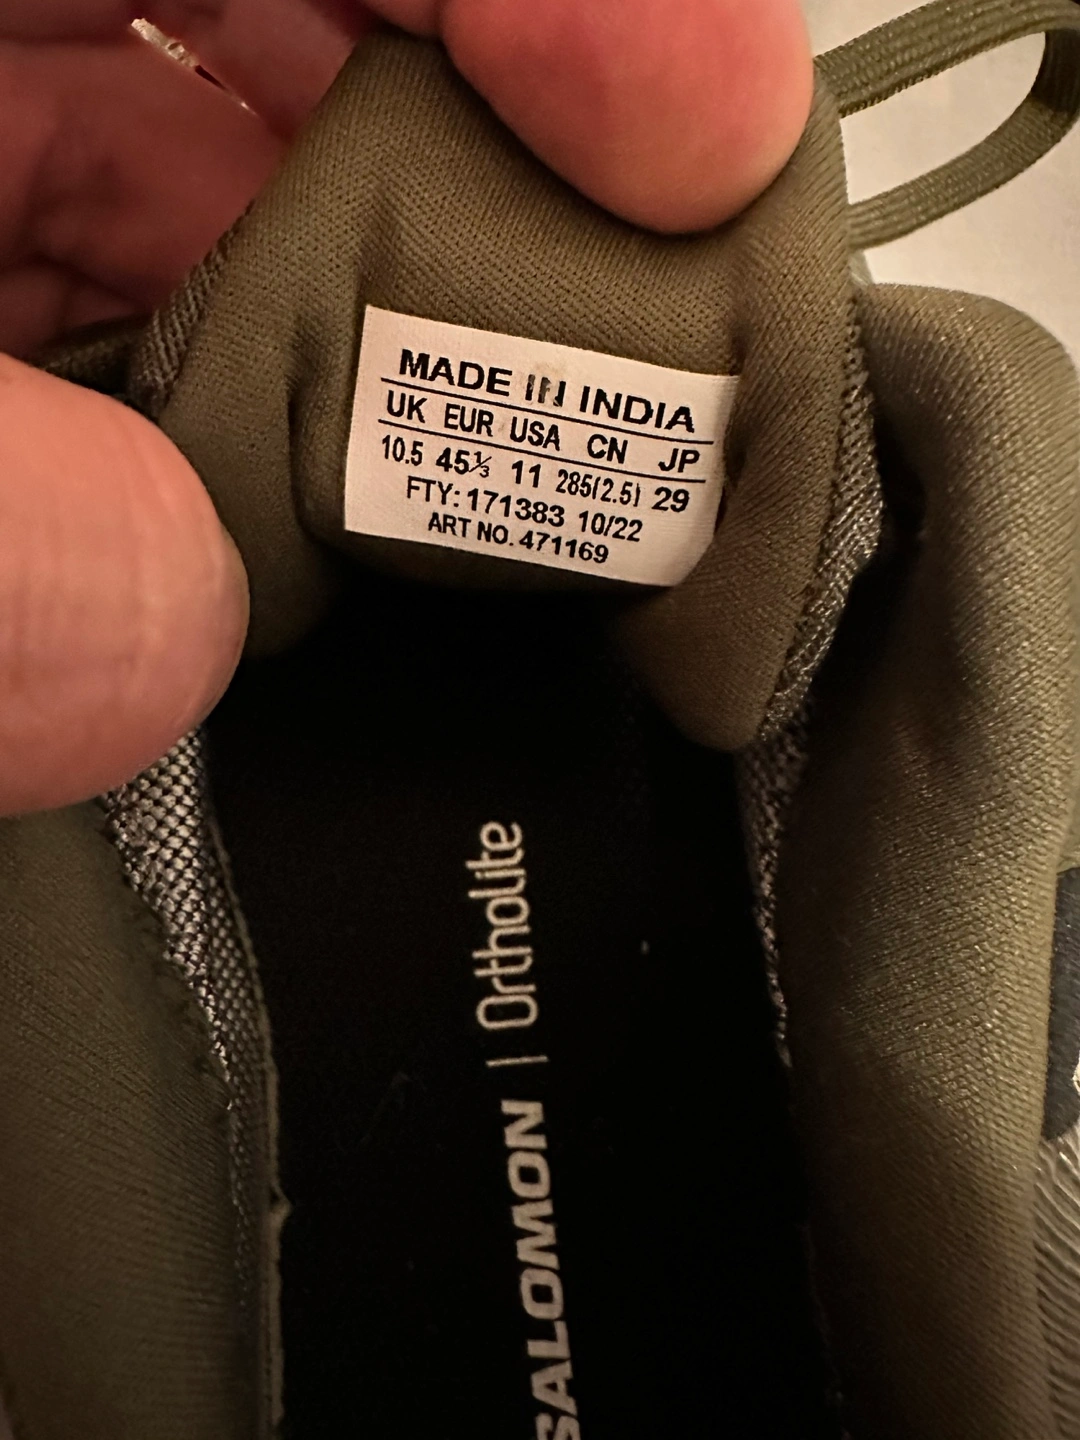 MADE IN INDIA
UK EUR USA CN JP
10.5 45⅓ 11 285(2.5) 29
FTY: 171383 10/22
ART NO. 471169
SALOMON | Ortholite